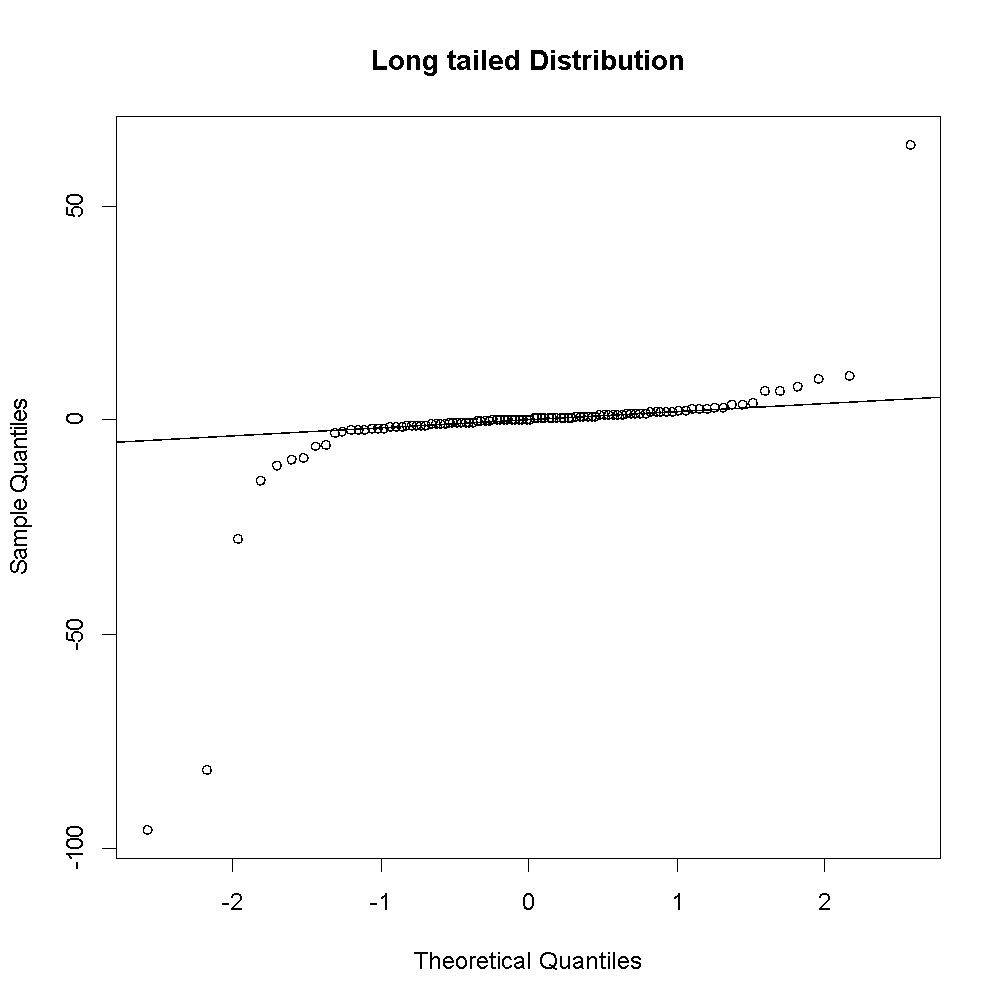 Long tailed Distribution
Sample Quantiles
50
0
-50
-100
-2 -1 0 1 2
Theoretical Quantiles